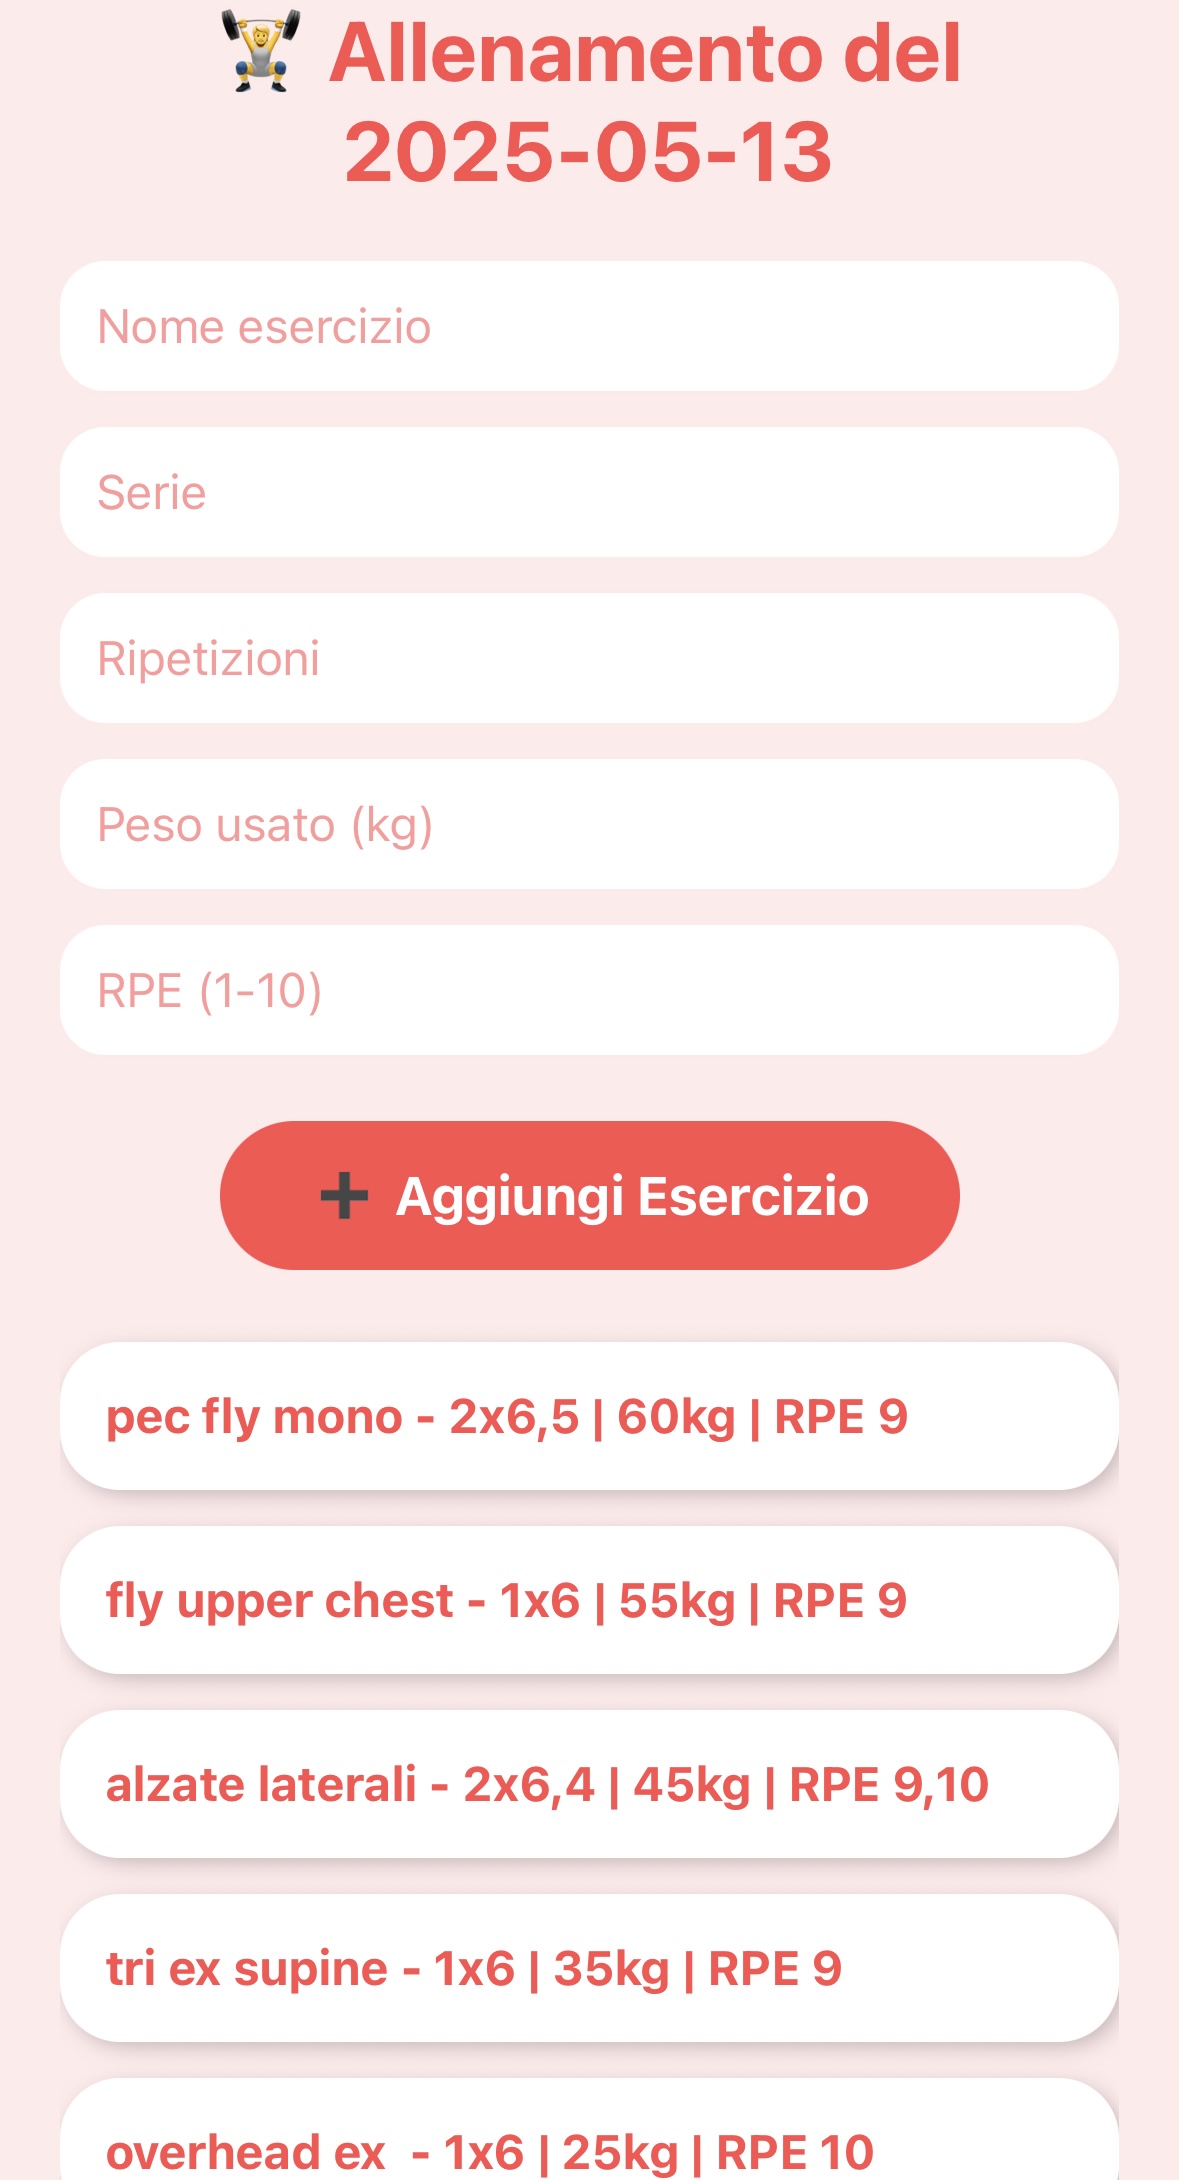 🏋️ Allenamento del
2025-05-13
Nome esercizio
Serie
Ripetizioni
Peso usato (kg)
RPE (1-10)
➕ Aggiungi Esercizio
pec fly mono - 2x6,5 | 60kg | RPE 9
fly upper chest - 1x6 | 55kg | RPE 9
alzate laterali - 2x6,4 | 45kg | RPE 9,10
tri ex supine - 1x6 | 35kg | RPE 9
overhead ex  - 1x6 | 25kg | RPE 10